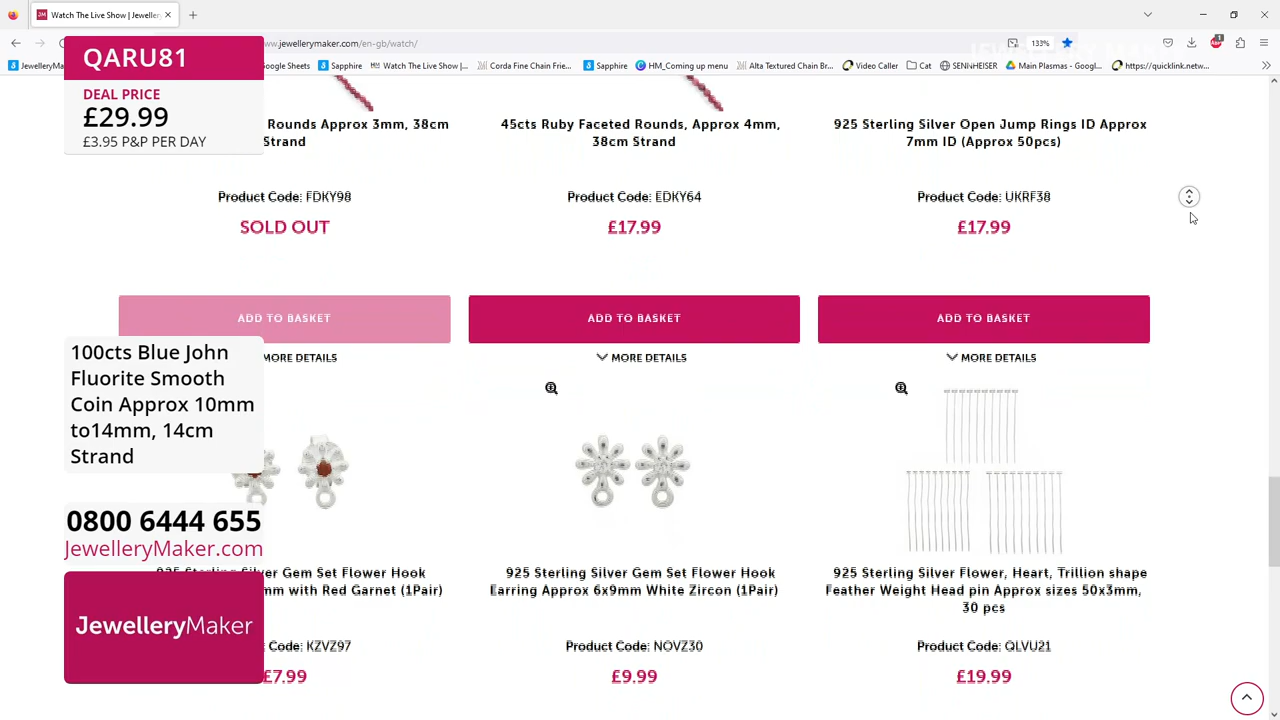 Watch The Live Show | Jeweller
www.jewellerymaker.com/en-gb/watch/
133%
1
JewelleryM
Google Sheets
Sapphire
Watch The Live Show |...
Corda Fine Chain Frie...
Sapphire
HM_Coming up menu
Alta Textured Chain Br...
Video Caller
Cat
SENNHEISER
Main Plasmas - Googl...
https://quicklink.netw...
QARU81
DEAL PRICE
£29.99
£3.95 P&P PER DAY
Rounds Approx 3mm, 38cm
Strand
Product Code: FDKY98
SOLD OUT
ADD TO BASKET
MORE DETAILS
45cts Ruby Faceted Rounds, Approx 4mm,
38cm Strand
Product Code: EDKY64
£17.99
ADD TO BASKET
MORE DETAILS
925 Sterling Silver Open Jump Rings ID Approx
7mm ID (Approx 50pcs)
Product Code: UKRF38
£17.99
ADD TO BASKET
MORE DETAILS
100cts Blue John
Fluorite Smooth
Coin Approx 10mm
to14mm, 14cm
Strand
0800 6444 655
JewelleryMaker.com
JewelleryMaker
925 Sterling Silver Gem Set Flower Hook
mm with Red Garnet (1Pair)
Code: KZVZ97
£7.99
925 Sterling Silver Gem Set Flower Hook
Earring Approx 6x9mm White Zircon (1Pair)
Product Code: NOVZ30
£9.99
925 Sterling Silver Flower, Heart, Trillion shape
Feather Weight Head pin Approx sizes 50x3mm,
30 pcs
Product Code: QLVU21
£19.99